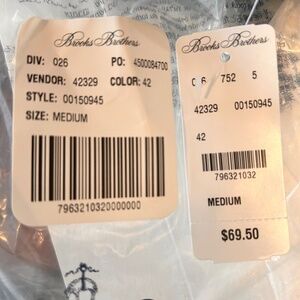 Brooks Brothers
DIV: 026 PO: 4500084700
VENDOR: 42329 COLOR: 42
STYLE: 00150945
SIZE: MEDIUM
7963210320000000
Brooks Brothers
6 752 5
42329 00150945
42
796321032
MEDIUM
$69.50